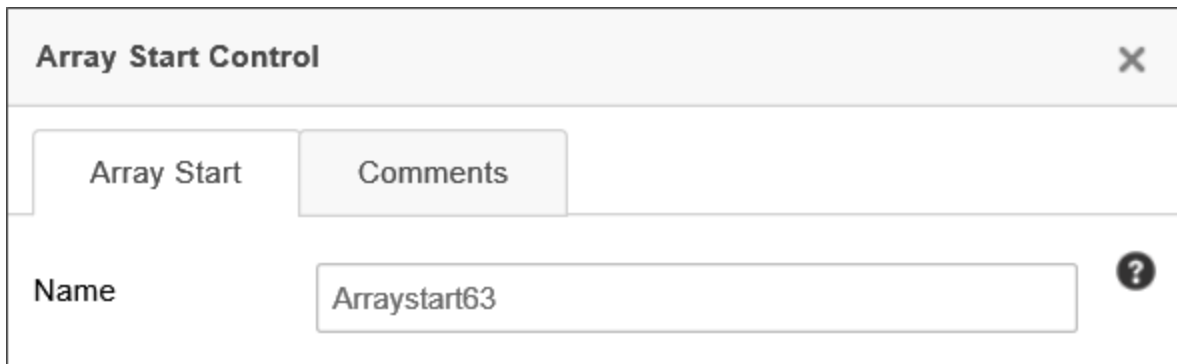 Array Start Control
Array Start
Comments
Name
Arraystart63